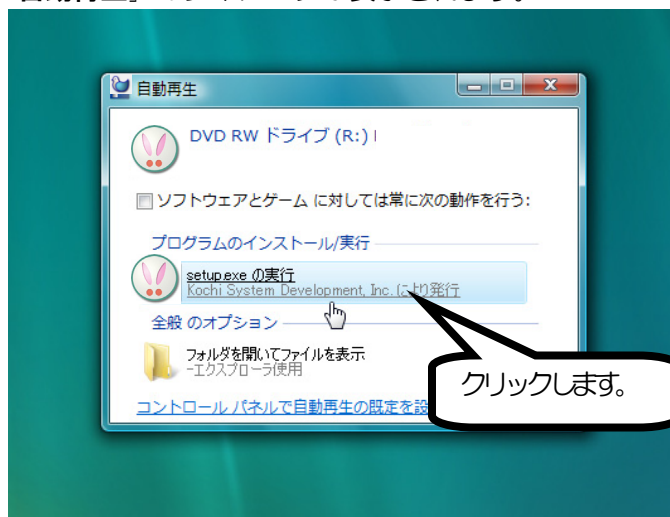 自動再生
DVD RW ドライブ (R:)
ソフトウェアとゲーム に対しては常に次の動作を行う:
プログラムのインストール/実行
setup.exe の実行
Kochi System Development, Inc. により発行
全般 のオプション
フォルダを開いてファイルを表示
-エクスプローラ使用
クリックします。
コントロール パネルで自動再生の既定を設